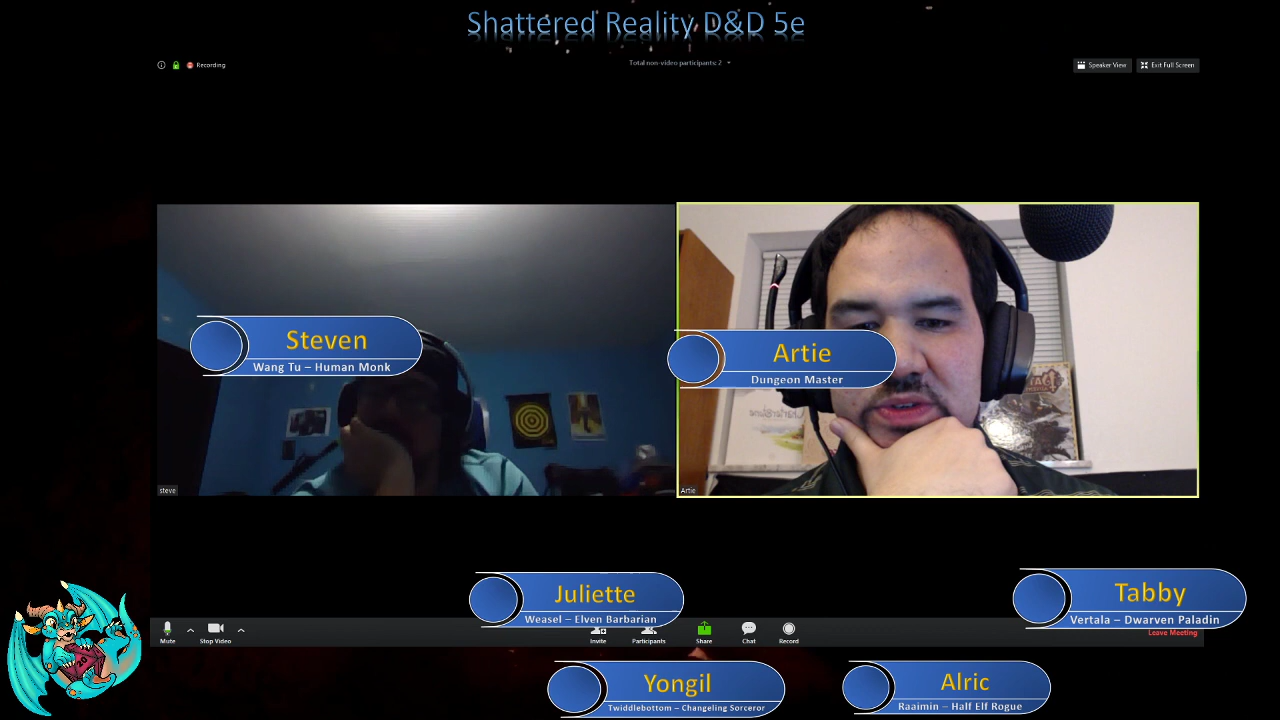 Shattered Reality D&D 5e
Recording
Total non-video participants: 2
Speaker View
Exit Full Screen
Steven
Wang Tu – Human Monk
Artie
Dungeon Master
steve
Artie
Juliette
Weasel – Elven Barbarian
Tabby
Vertala – Dwarven Paladin
Mute
Stop Video
Invite
Participants
Share
Chat
Record
Leave Meeting
Yongil
Twiddlebottom – Changeling Sorceror
Alric
Raaimin – Half Elf Rogue